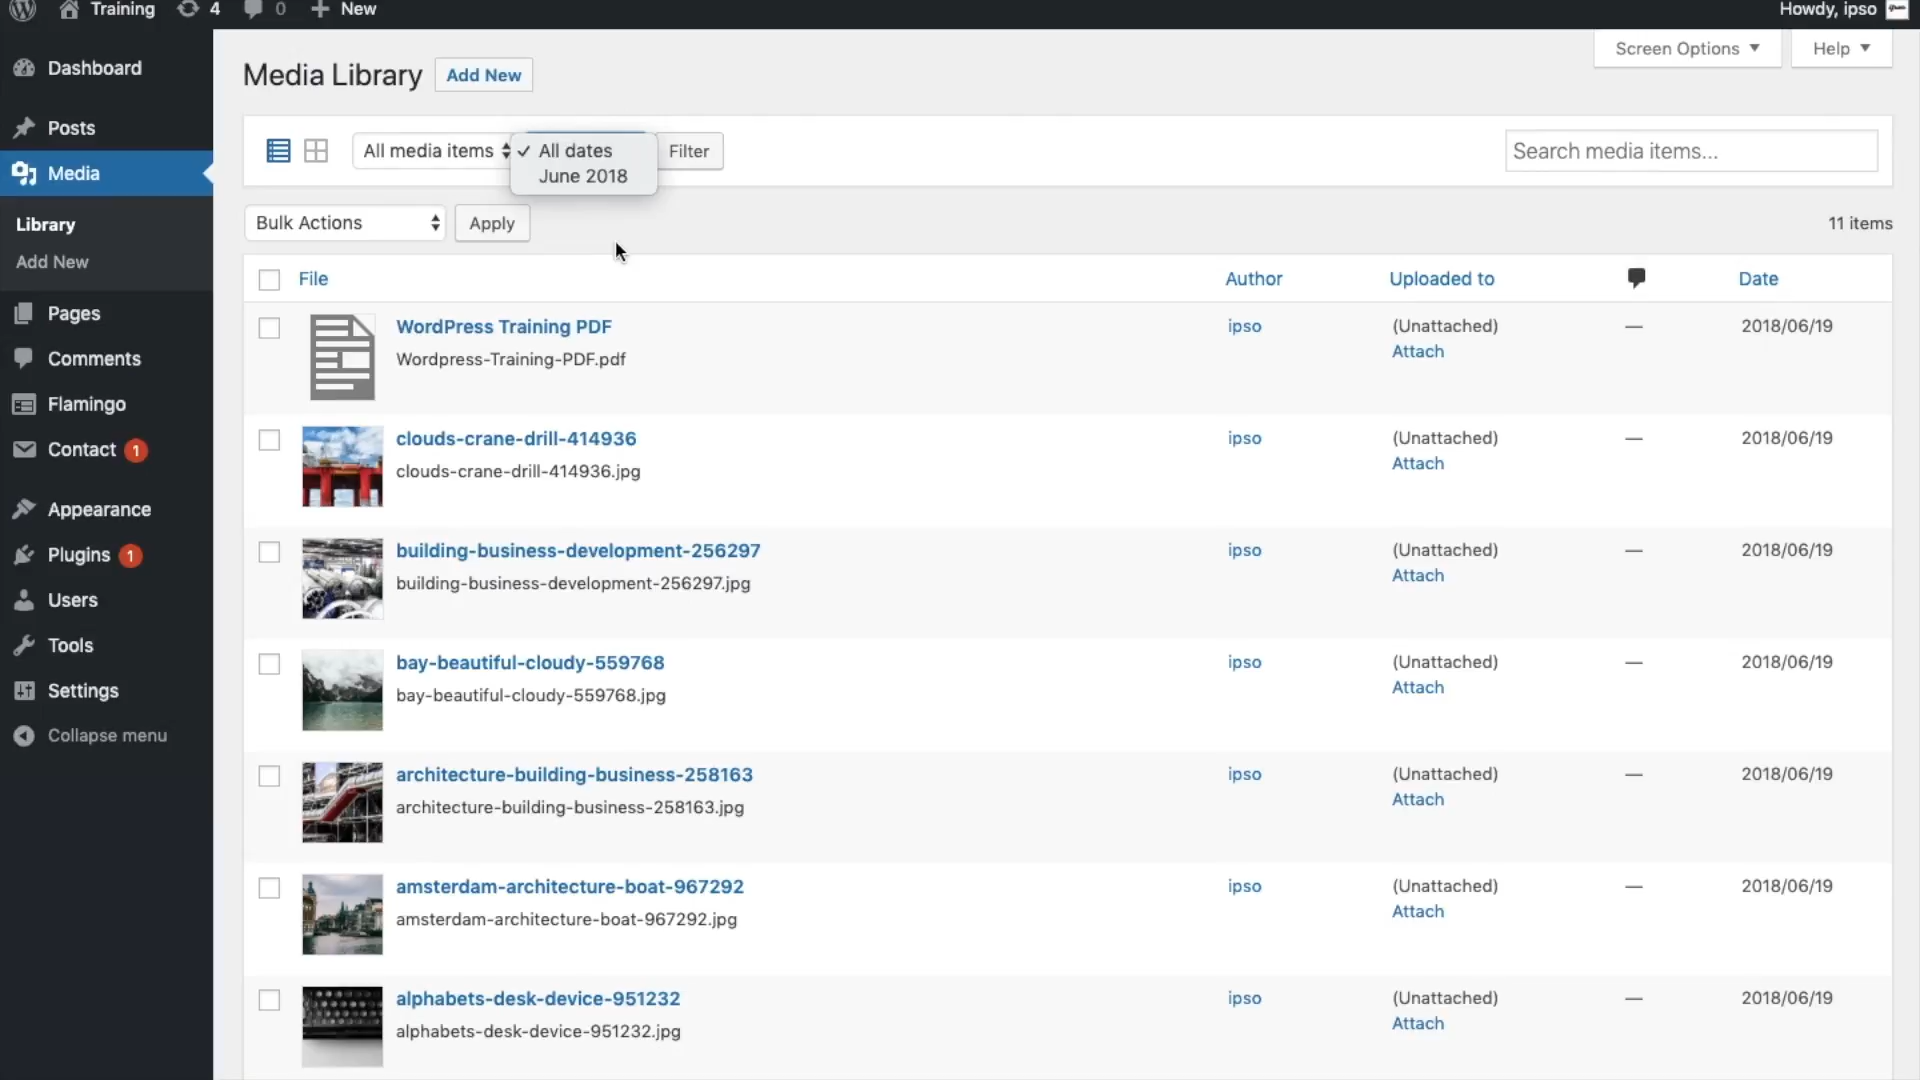 Training 4 0 New Howdy, ipso
Screen Options Help
Dashboard
Posts
Media
Library
Add New
Pages
Comments
Flamingo
Contact 1
Appearance
Plugins 1
Users
Tools
Settings
Collapse menu
Media Library Add New
All media items All dates Filter Search media items...
June 2018
Bulk Actions Apply 11 items
File Author Uploaded to Date
WordPress Training PDF ipso (Unattached) — 2018/06/19
Wordpress-Training-PDF.pdf Attach
clouds-crane-drill-414936 ipso (Unattached) — 2018/06/19
clouds-crane-drill-414936.jpg Attach
building-business-development-256297 ipso (Unattached) — 2018/06/19
building-business-development-256297.jpg Attach
bay-beautiful-cloudy-559768 ipso (Unattached) — 2018/06/19
bay-beautiful-cloudy-559768.jpg Attach
architecture-building-business-258163 ipso (Unattached) — 2018/06/19
architecture-building-business-258163.jpg Attach
amsterdam-architecture-boat-967292 ipso (Unattached) — 2018/06/19
amsterdam-architecture-boat-967292.jpg Attach
alphabets-desk-device-951232 ipso (Unattached) — 2018/06/19
alphabets-desk-device-951232.jpg Attach